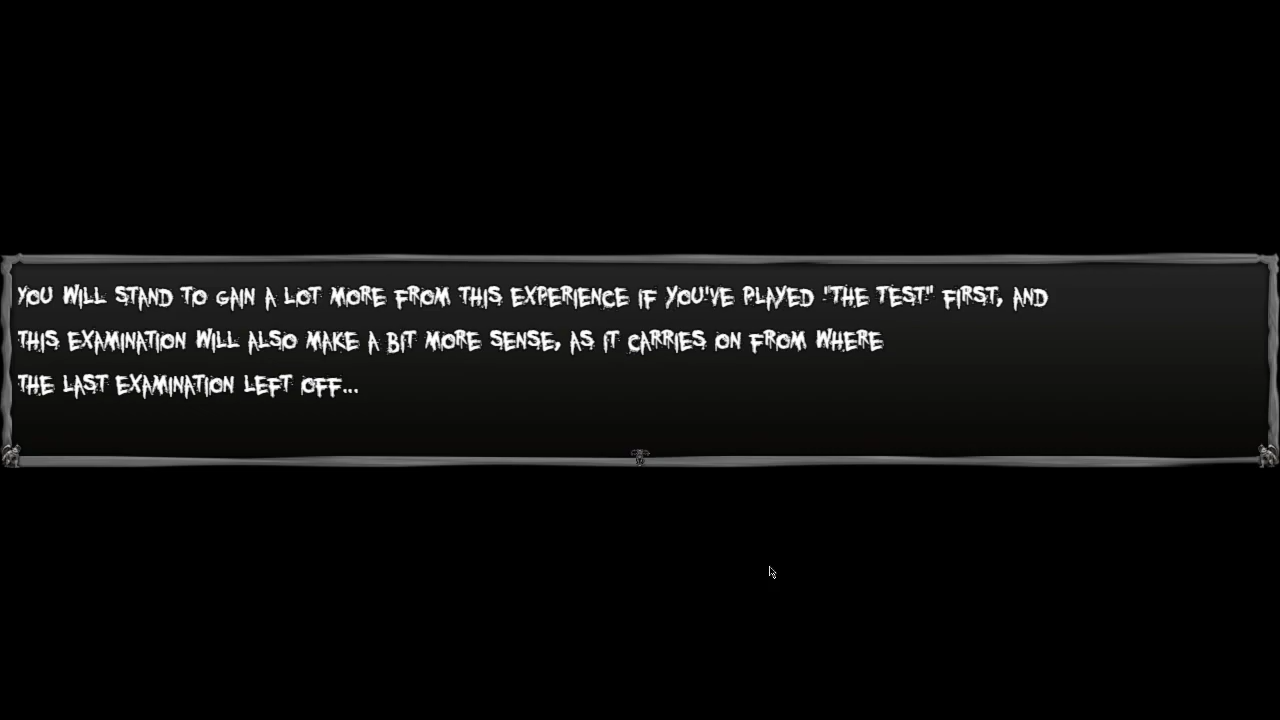 YOU WILL STAND TO GAIN A LOT MORE FROM THIS EXPERIENCE IF YOU'VE PLAYED "THE TEST" FIRST, AND
THIS EXAMINATION WILL ALSO MAKE A BIT MORE SENSE, AS IT CARRIES ON FROM WHERE
THE LAST EXAMINATION LEFT OFF...